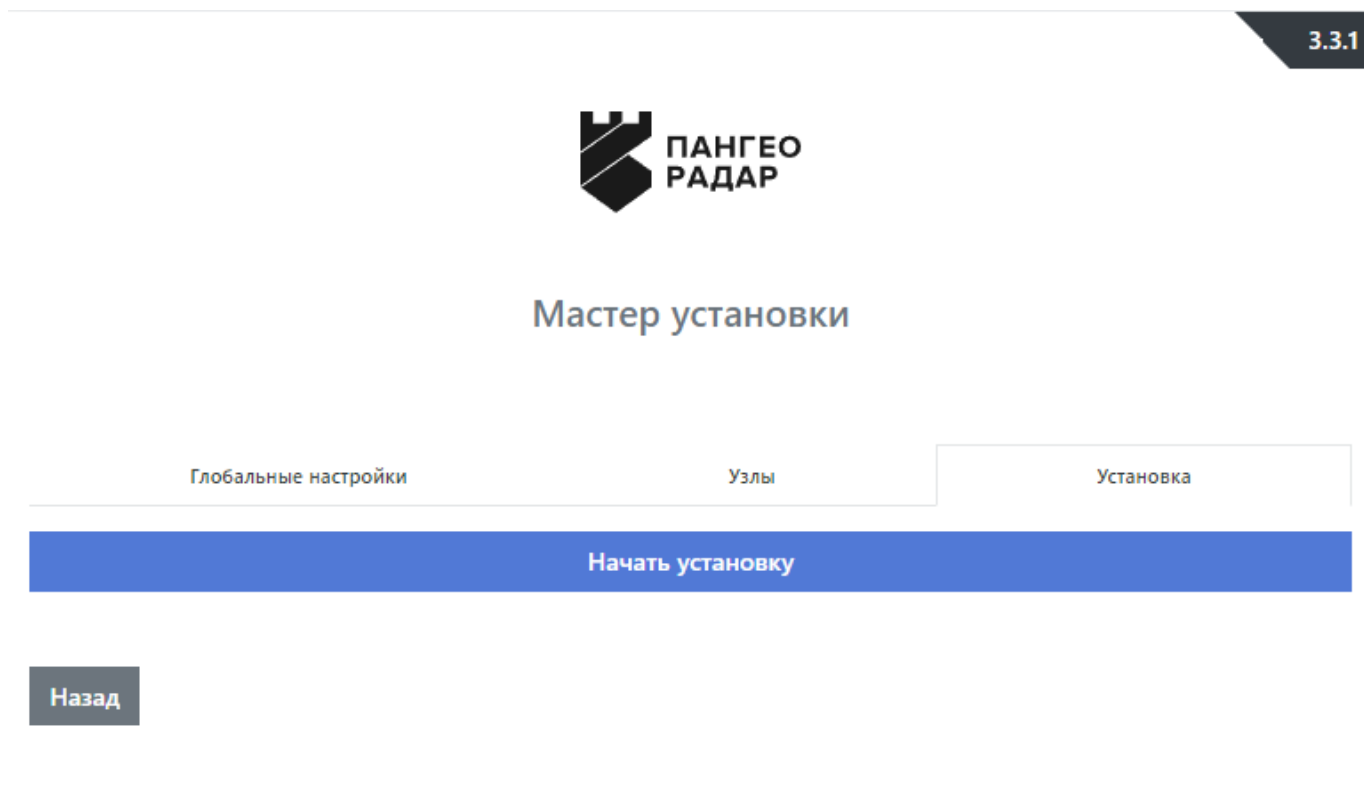 3.3.1
ПАНГЕО
РАДАР
Мастер установки
Глобальные настройки
Узлы
Установка
Начать установку
Назад